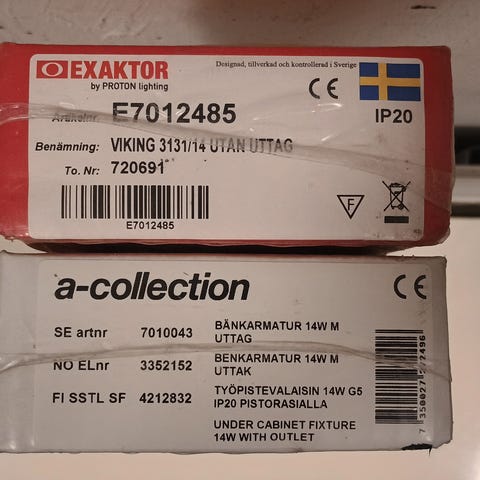 EXAKTOR
by PROTON lighting
Designad, tillverkad och kontrollerad i Sverige
CE
Artikelnr: E7012485
IP20
Benämning: VIKING 3131/14 UTAN UTTAG
To. Nr: 720691
F
E7012485
a-collection
CE
SE artnr 7010043 BÄNKARMATUR 14W M
UTTAG
NO ELnr 3352152 BENKARMATUR 14W M
UTTAK
FI SSTL SF 4212832 TYÖPISTEVALAISIN 14W G5
IP20 PISTORASIALLA
UNDER CABINET FIXTURE
14W WITH OUTLET